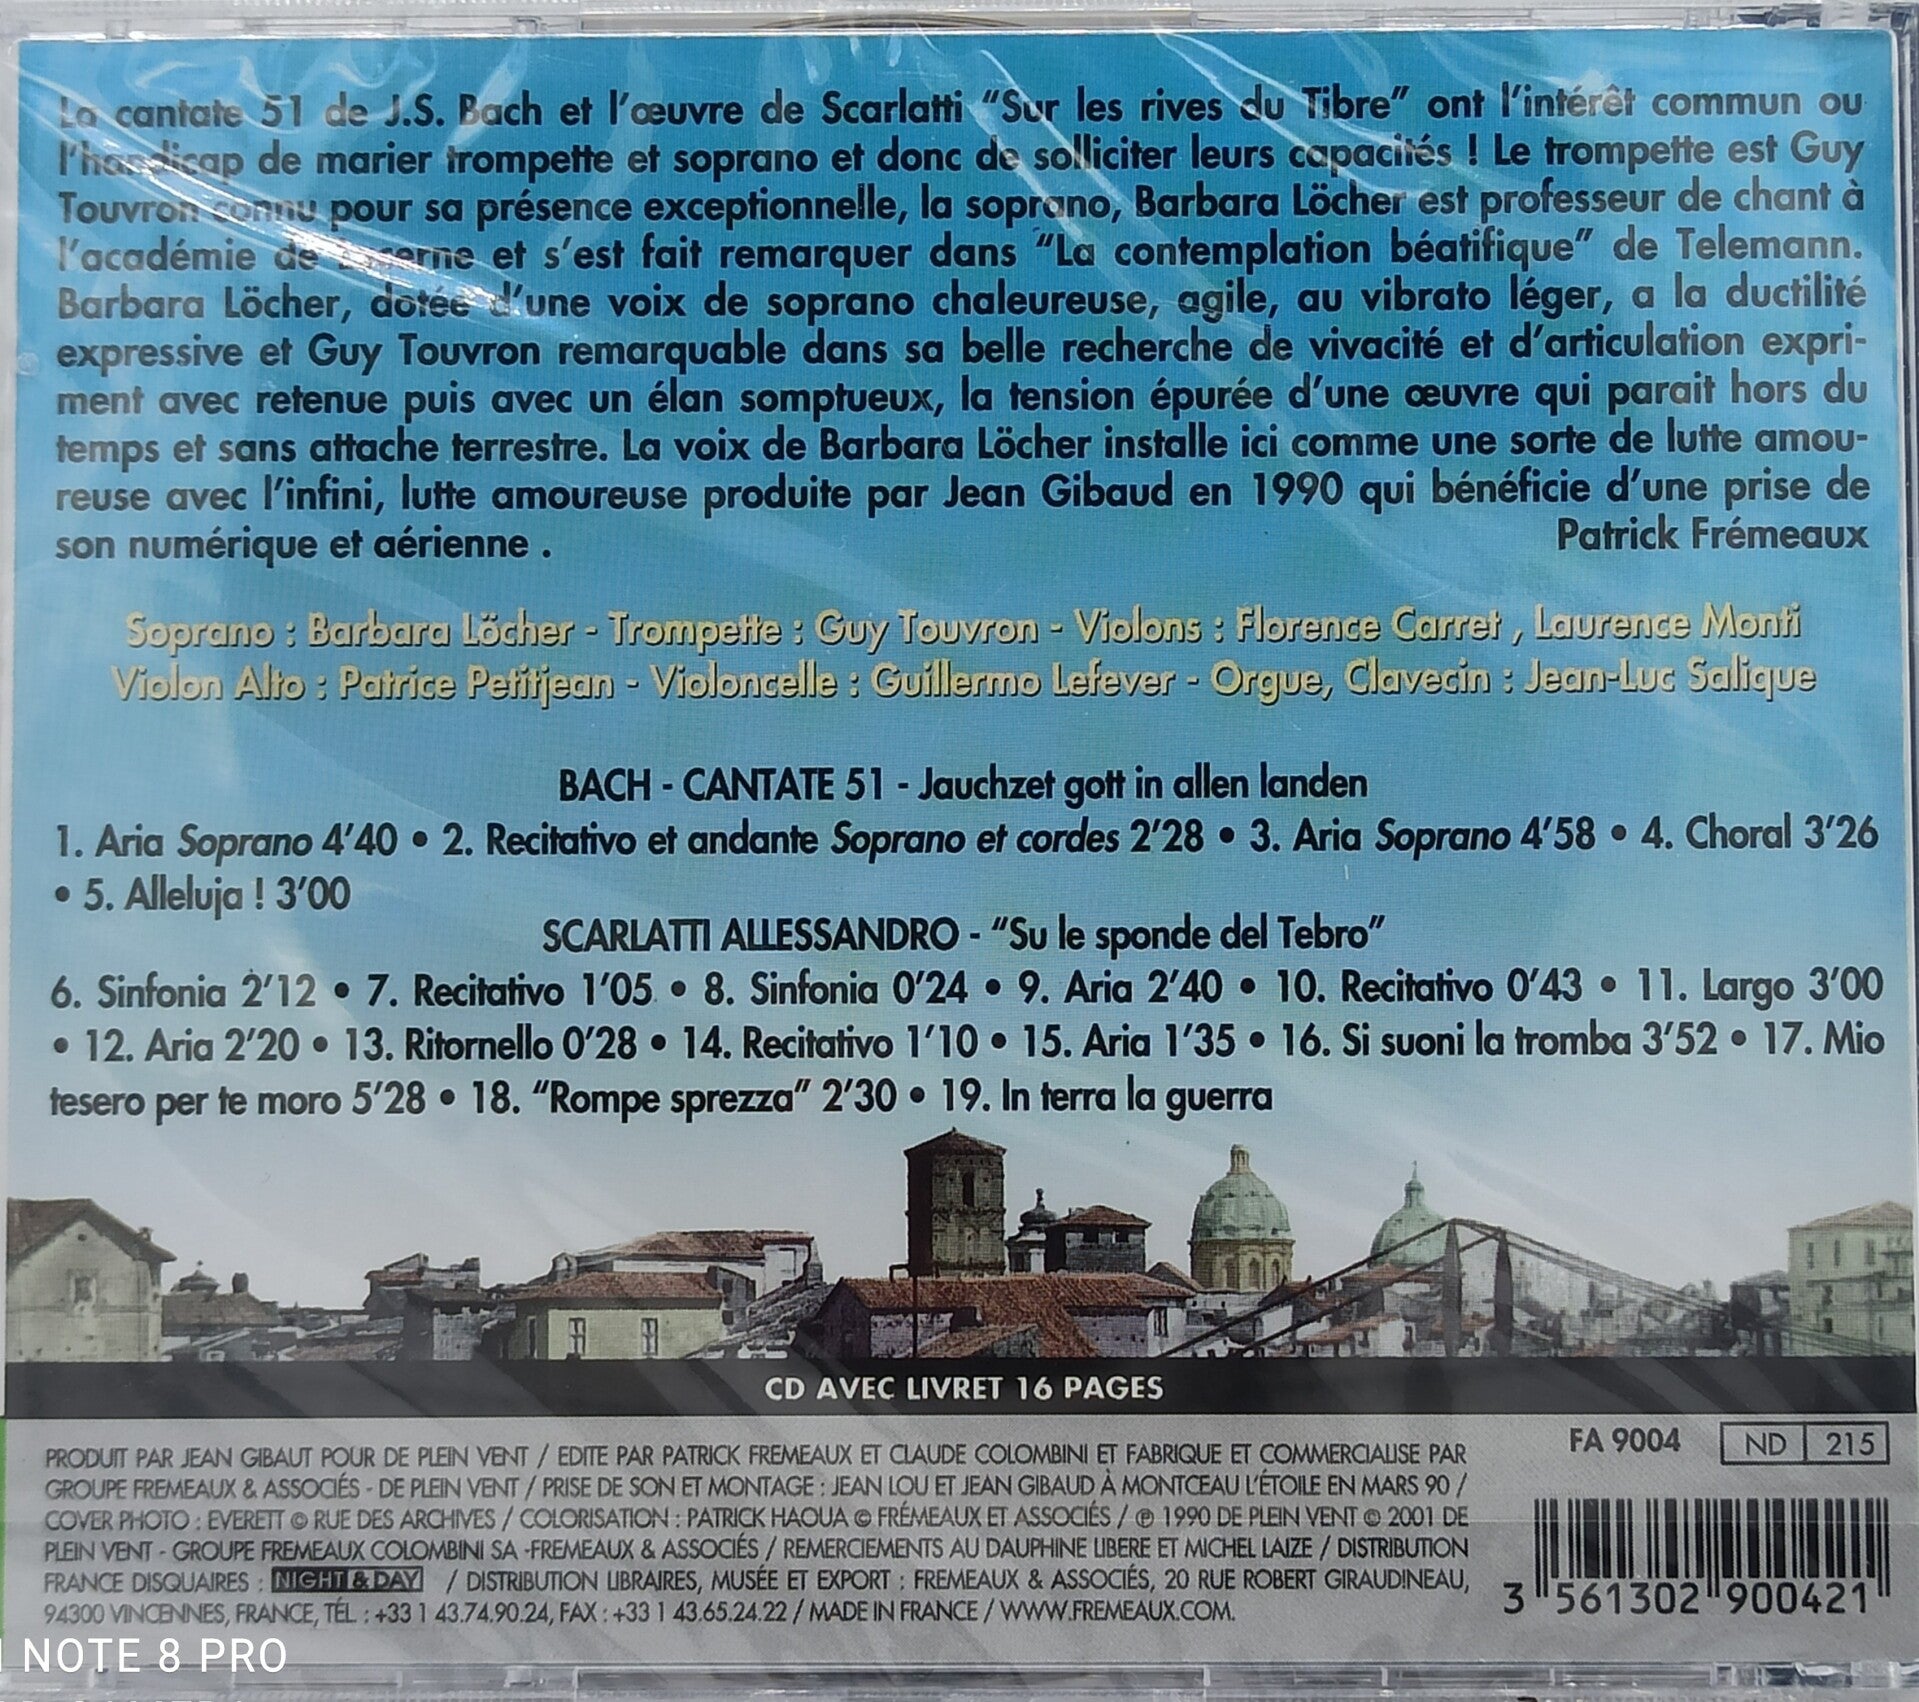 La cantate 51 de J.S. Bach et l'œuvre de Scarlatti "Sur les rives du Tibre" ont l'intérêt commun ou
l'handicap de marier trompette et soprano et donc de solliciter leurs capacités ! Le trompette est Guy
Touvron connu pour sa présence exceptionnelle, la soprano, Barbara Löcher est professeur de chant à
l'académie de Lucerne et s'est fait remarquer dans "La contemplation béatifique" de Telemann.
Barbara Löcher, dotée d'une voix de soprano chaleureuse, agile, au vibrato léger, a la ductilité
expressive et Guy Touvron remarquable dans sa belle recherche de vivacité et d'articulation expri-
ment avec retenue puis avec un élan somptueux, la tension épurée d'une œuvre qui parait hors du
temps et sans attache terrestre. La voix de Barbara Löcher installe ici comme une sorte de lutte amou-
reuse avec l'infini, lutte amoureuse produite par Jean Gibaud en 1990 qui bénéficie d'une prise de
son numérique et aérienne .
Patrick Frémeaux
Soprano : Barbara Löcher - Trompette : Guy Touvron - Violons : Florence Carret , Laurence Monti
Violon Alto : Patrice Petitjean - Violoncelle : Guillermo Lefever - Orgue, Clavecin : Jean-Luc Salique
BACH - CANTATE 51 - Jauchzet gott in allen landen
1. Aria Soprano 4'40 • 2. Recitativo et andante Soprano et cordes 2'28 • 3. Aria Soprano 4'58 • 4. Choral 3'26
• 5. Alleluja ! 3'00
SCARLATTI ALLESSANDRO - "Su le sponde del Tebro"
6. Sinfonia 2'12 • 7. Recitativo 1'05 • 8. Sinfonia 0'24 • 9. Aria 2'40 • 10. Recitativo 0'43 • 11. Largo 3'00
• 12. Aria 2'20 • 13. Ritornello 0'28 • 14. Recitativo 1'10 • 15. Aria 1'35 • 16. Si suoni la tromba 3'52 • 17. Mio
tesero per te moro 5'28 • 18. "Rompe sprezza" 2'30 • 19. In terra la guerra
CD AVEC LIVRET 16 PAGES
FA 9004 ND 215
PRODUIT PAR JEAN GIBAUT POUR DE PLEIN VENT / EDITE PAR PATRICK FREMEAUX ET CLAUDE COLOMBINI ET FABRIQUE ET COMMERCIALISE PAR
GROUPE FREMEAUX & ASSOCIÉS - DE PLEIN VENT / PRISE DE SON ET MONTAGE : JEAN LOU ET JEAN GIBAUD À MONTCEAU L'ÉTOILE EN MARS 90 /
COVER PHOTO : EVERETT © RUE DES ARCHIVES / COLORISATION : PATRICK HAOUA © FRÉMEAUX ET ASSOCIÉS / ℗ 1990 DE PLEIN VENT © 2001 DE
PLEIN VENT - GROUPE FREMEAUX COLOMBINI SA -FREMEAUX & ASSOCIÉS / REMERCIEMENTS AU DAUPHINE LIBERE ET MICHEL LAIZE / DISTRIBUTION
FRANCE DISQUAIRES : NIGHT & DAY / DISTRIBUTION LIBRAIRES, MUSÉE ET EXPORT : FREMEAUX & ASSOCIÉS, 20 RUE ROBERT GIRAUDINEAU,
94300 VINCENNES, FRANCE, TÉL : +33 1 43.74.90.24, FAX : +33 1 43.65.24.22 / MADE IN FRANCE / WWW.FREMEAUX.COM.
3 561302 900421
NOTE 8 PRO